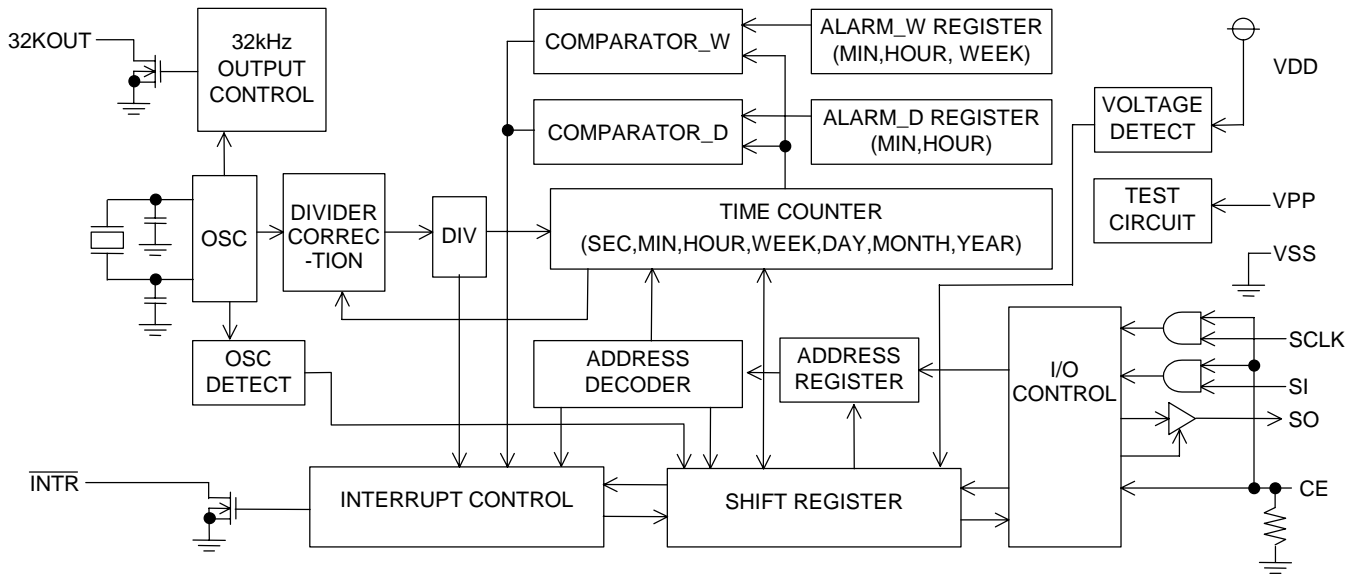 32KOUT
32kHz
OUTPUT
CONTROL
COMPARATOR_W
ALARM_W REGISTER
(MIN,HOUR, WEEK)
VDD
VOLTAGE
DETECT
COMPARATOR_D
ALARM_D REGISTER
(MIN,HOUR)
OSC
DIVIDER
CORREC
-TION
DIV
TIME COUNTER
(SEC,MIN,HOUR,WEEK,DAY,MONTH,YEAR)
TEST
CIRCUIT
VPP
VSS
OSC
DETECT
ADDRESS
DECODER
ADDRESS
REGISTER
I/O
CONTROL
SCLK
SI
SO
INTR
INTERRUPT CONTROL
SHIFT REGISTER
CE